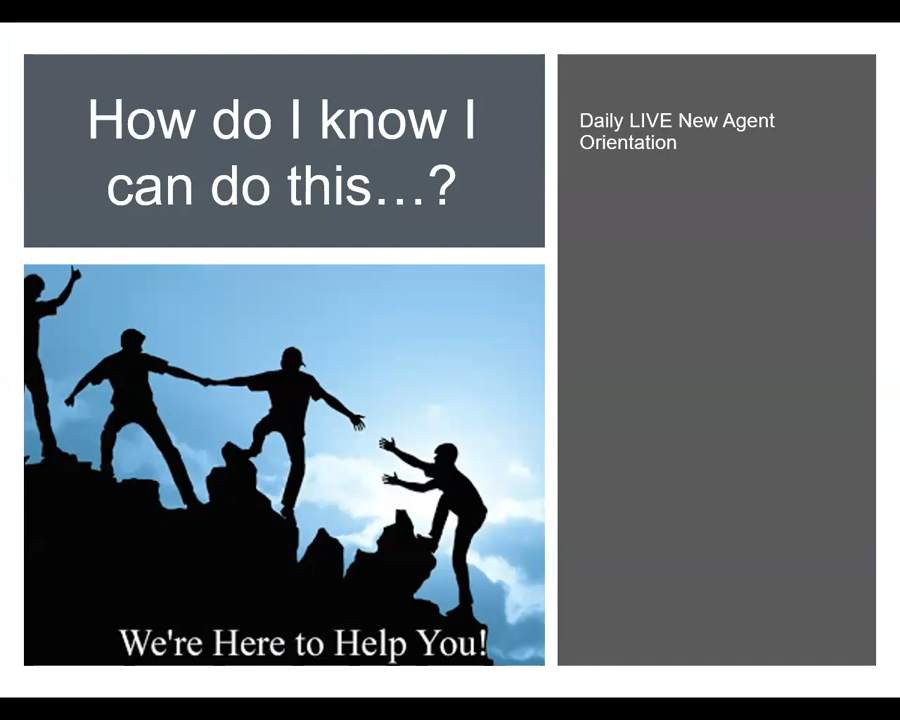 How do I know I
can do this…?
Daily LIVE New Agent
Orientation
We're Here to Help You!